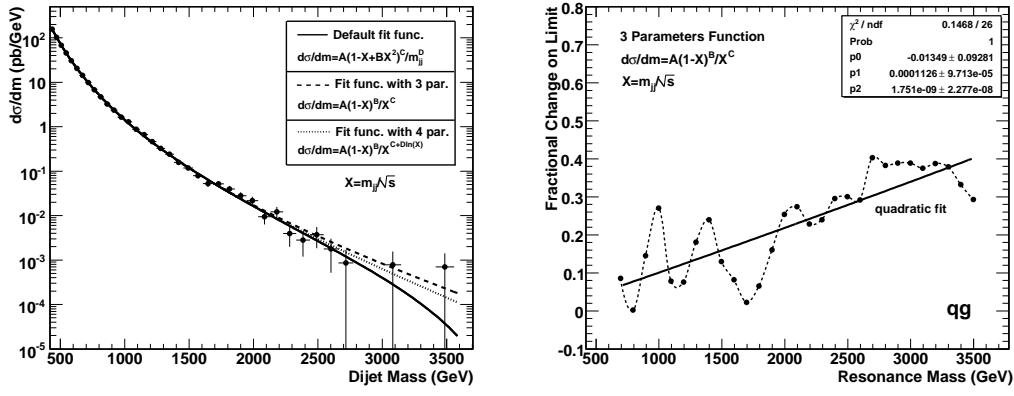 dσ/dm (pb/GeV)
10²
10
1
10⁻¹
10⁻²
10⁻³
10⁻⁴
10⁻⁵
Default fit func.
dσ/dm=A(1-X+BX²)^C/m_jj^D
Fit func. with 3 par.
dσ/dm=A(1-X)^B/X^C
Fit func. with 4 par.
dσ/dm=A(1-X)^B/X^{C+Dln(X)}
X=m_jj/√s
500 1000 1500 2000 2500 3000 3500
Dijet Mass (GeV)
Fractional Change on Limit
0.8
0.7
0.6
0.5
0.4
0.3
0.2
0.1
0
-0.1
3 Parameters Function
dσ/dm=A(1-X)^B/X^C
X=m_jj/√s
χ² / ndf 0.1468 / 26
Prob 1
p0 -0.01349 ± 0.09281
p1 0.0001126 ± 9.713e-05
p2 1.751e-09 ± 2.277e-08
quadratic fit
qg
500 1000 1500 2000 2500 3000 3500
Resonance Mass (GeV)